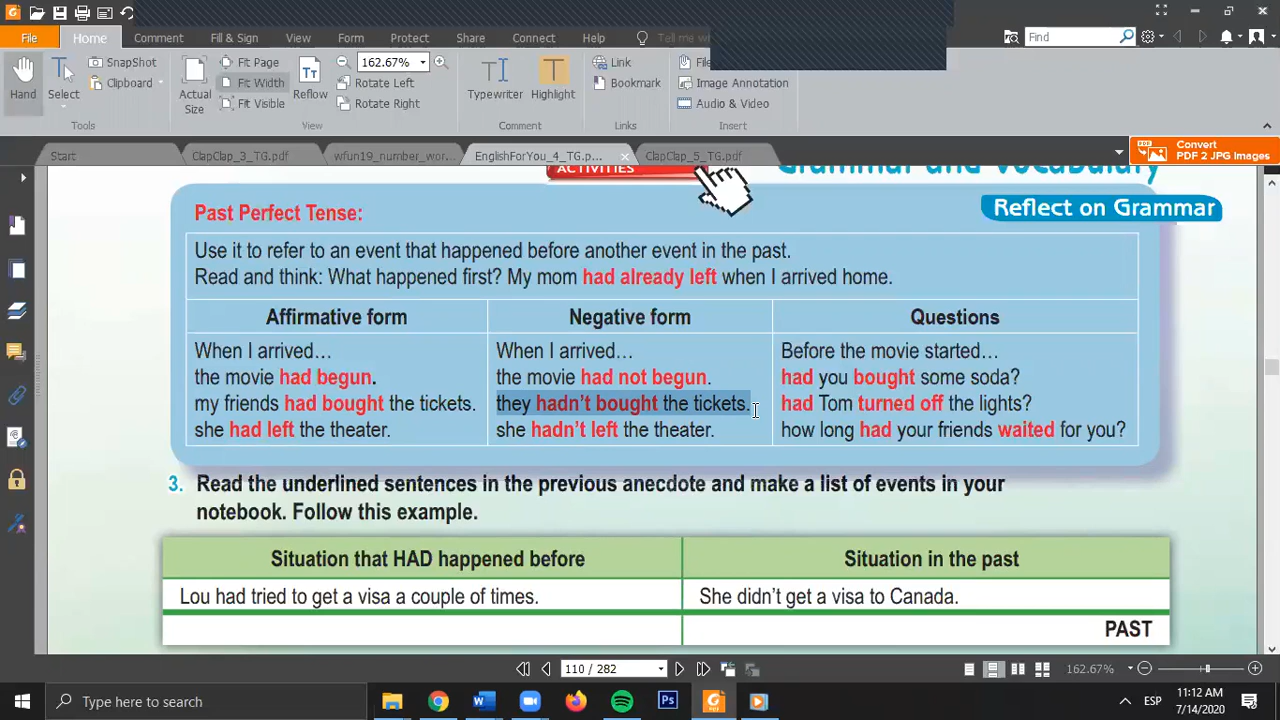 File Home Comment Fill & Sign View Form Protect Share Connect Help Tell me Find
Hand
Select
SnapShot
Clipboard
Tools
Actual Size
Fit Page
Fit Width
Fit Visible
Reflow
162.67%
Rotate Left
Rotate Right
View
Typewriter
Highlight
Comment
Link
Bookmark
Links
Image Annotation
Audio & Video
Insert
Start ClapClap_3_TG.pdf wfun19_number_wor... EnglishForYou_4_TG.p... ClapClap_5_TG.pdf
Convert
PDF 2 JPG Images
ACTIVITIES
Grammar and Vocabulary
Reflect on Grammar
Past Perfect Tense:
Use it to refer to an event that happened before another event in the past.
Read and think: What happened first? My mom had already left when I arrived home.
Affirmative form
When I arrived…
the movie had begun.
my friends had bought the tickets.
she had left the theater.
Negative form
When I arrived…
the movie had not begun.
they hadn't bought the tickets.
she hadn't left the theater.
Questions
Before the movie started…
had you bought some soda?
had Tom turned off the lights?
how long had your friends waited for you?
3. Read the underlined sentences in the previous anecdote and make a list of events in your
notebook. Follow this example.
Situation that HAD happened before Situation in the past
Lou had tried to get a visa a couple of times. She didn't get a visa to Canada.
PAST
110 / 282 162.67%
Type here to search
ESP
11:12 AM
7/14/2020